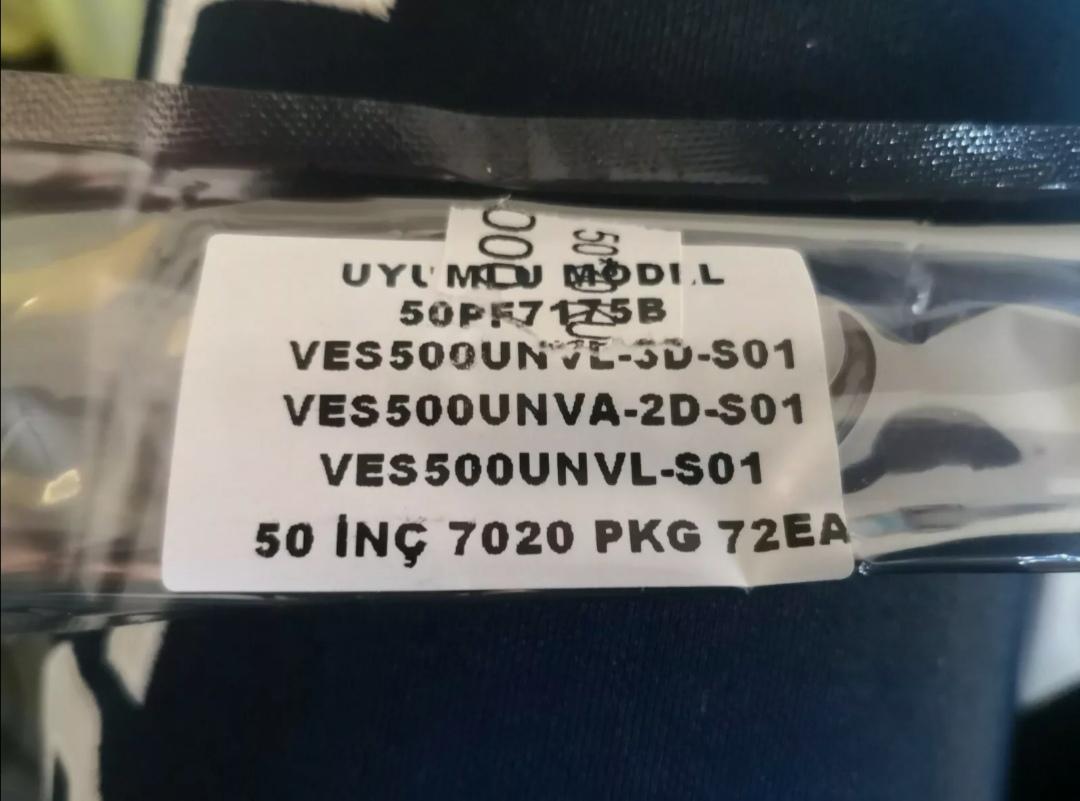 UYUMLU MODEL
50PF7175B
VES500UNVL-3D-S01
VES500UNVA-2D-S01
VES500UNVL-S01
50 İNÇ 7020 PKG 72EA